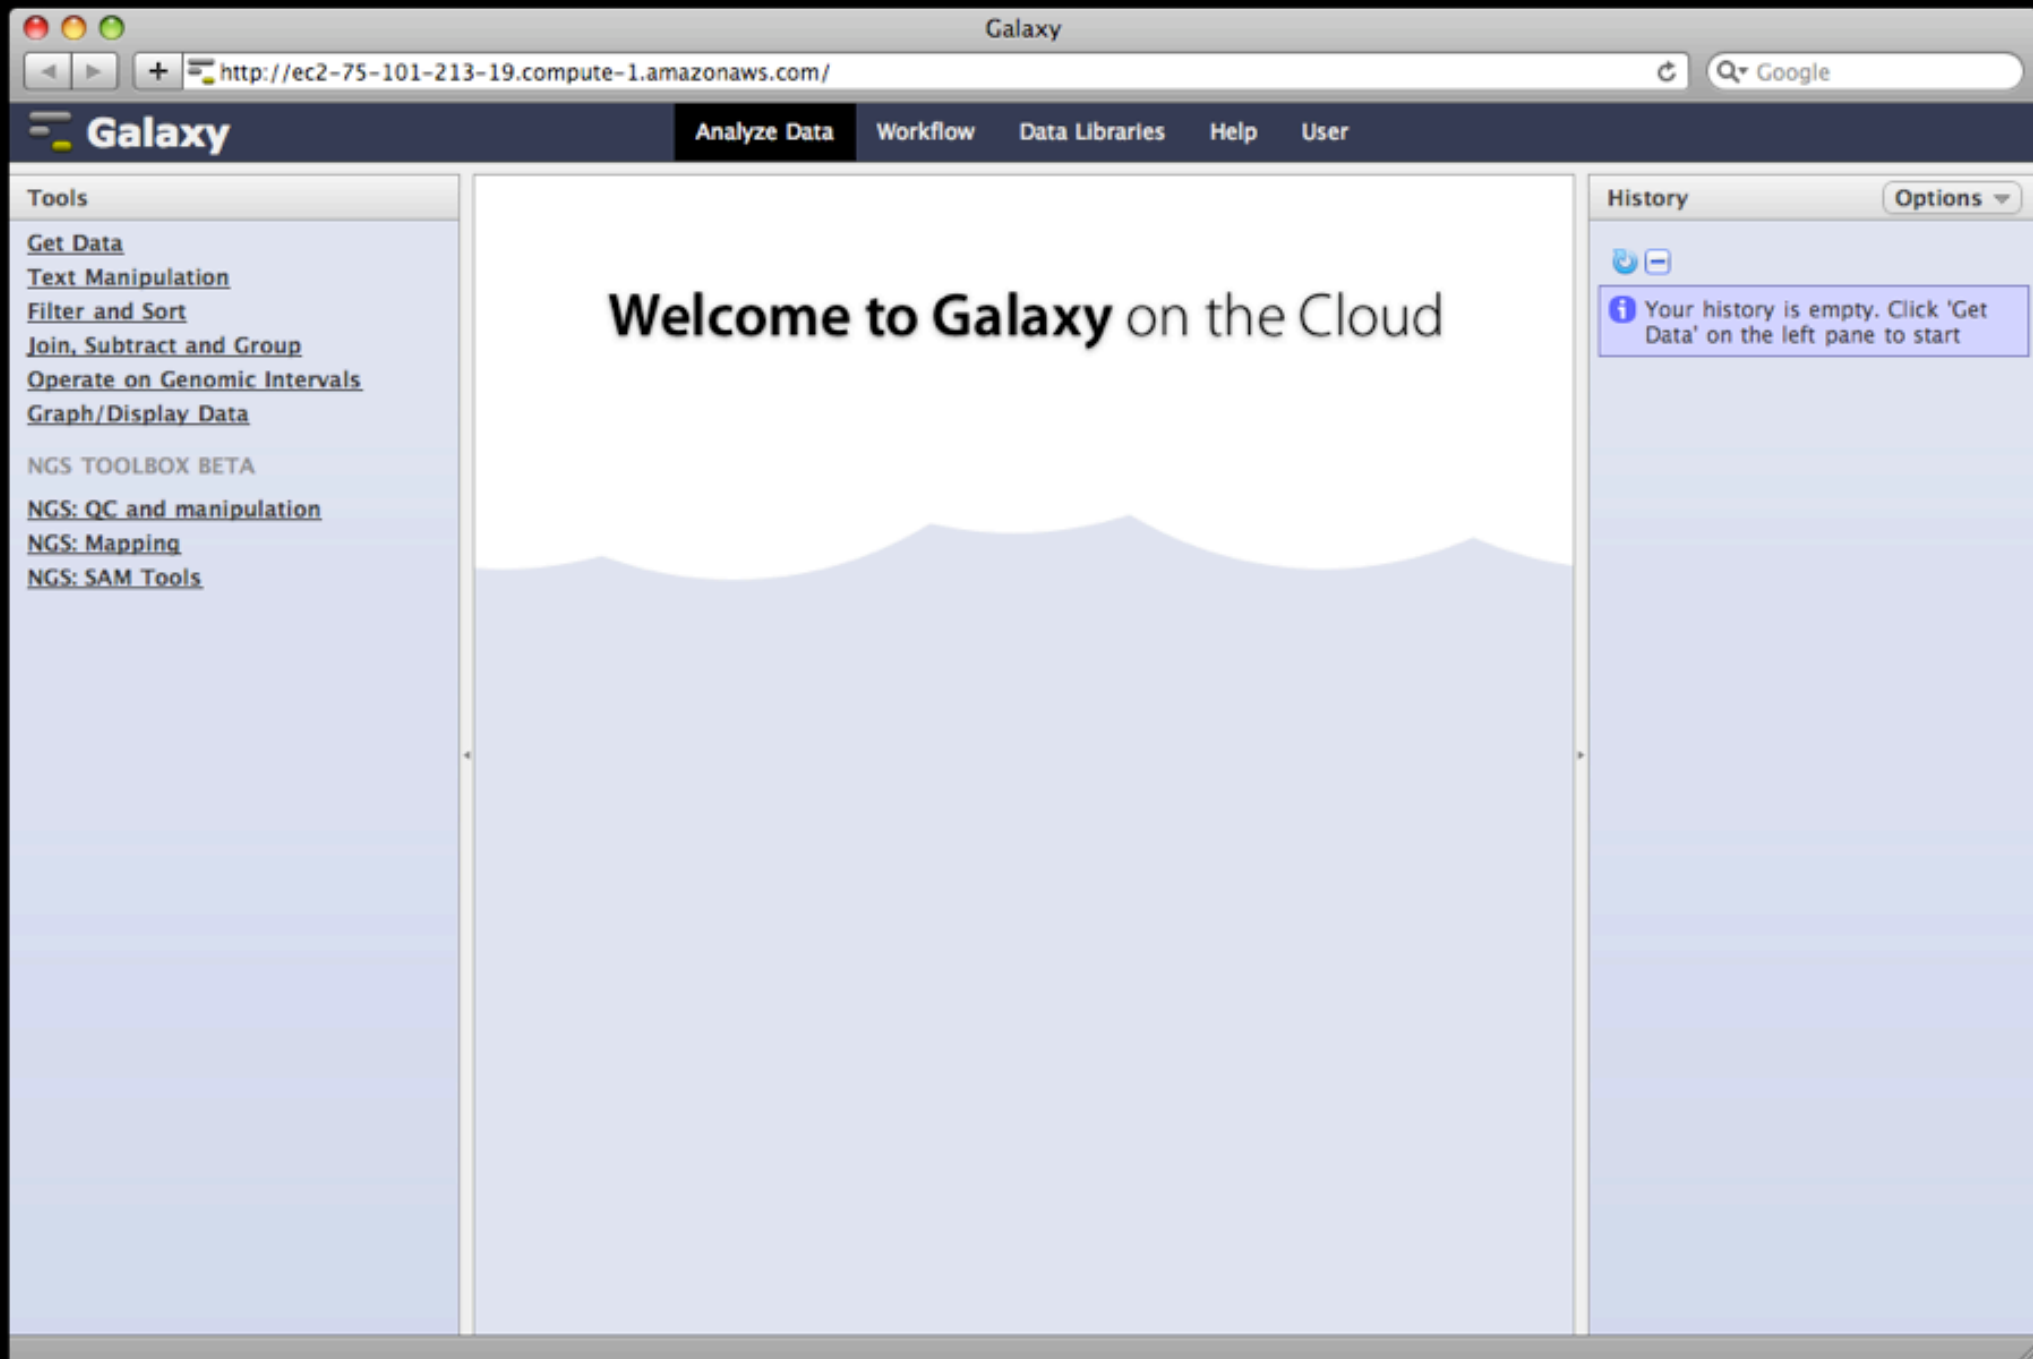 Galaxy
http://ec2-75-101-213-19.compute-1.amazonaws.com/
Google
Galaxy
Analyze Data
Workflow
Data Libraries
Help
User
Tools
Get Data
Text Manipulation
Filter and Sort
Join, Subtract and Group
Operate on Genomic Intervals
Graph/Display Data
NGS TOOLBOX BETA
NGS: QC and manipulation
NGS: Mapping
NGS: SAM Tools
Welcome to Galaxy on the Cloud
History
Options
Your history is empty. Click 'Get
Data' on the left pane to start